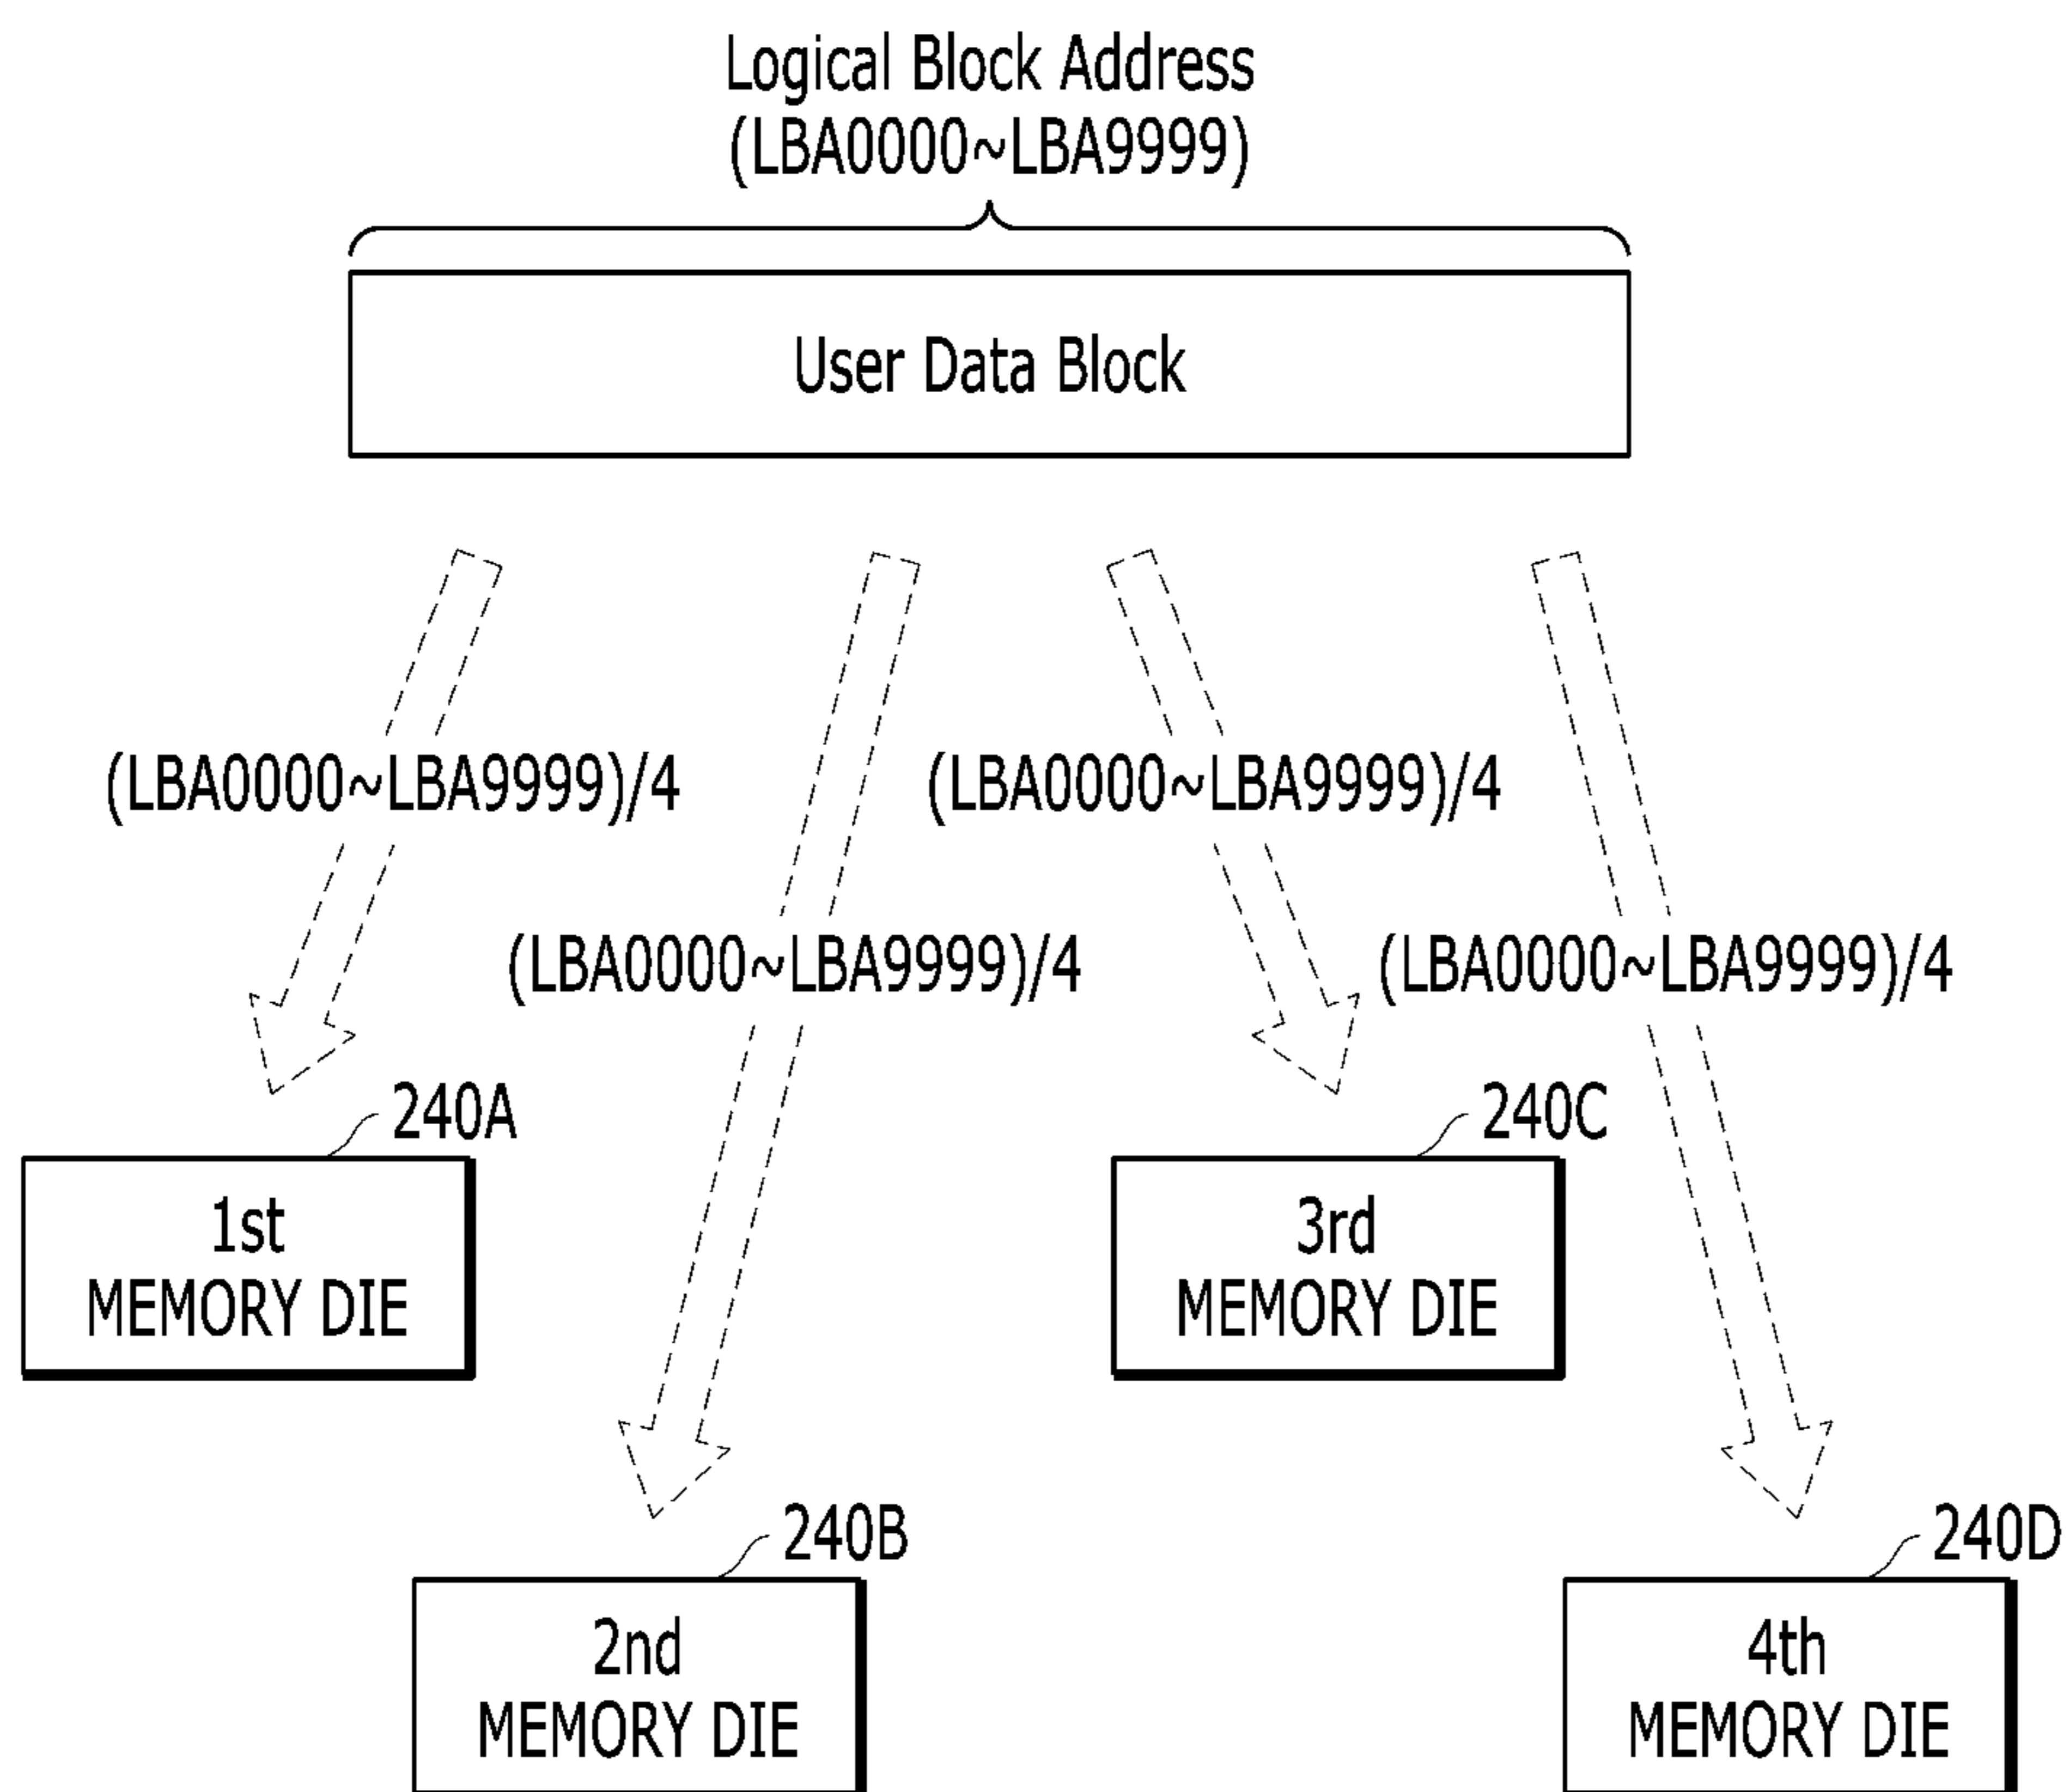 Logical Block Address
(LBA0000~LBA9999)
User Data Block
(LBA0000~LBA9999)/4
(LBA0000~LBA9999)/4
(LBA0000~LBA9999)/4
(LBA0000~LBA9999)/4
240A
240C
1st
MEMORY DIE
3rd
MEMORY DIE
240B
240D
2nd
MEMORY DIE
4th
MEMORY DIE